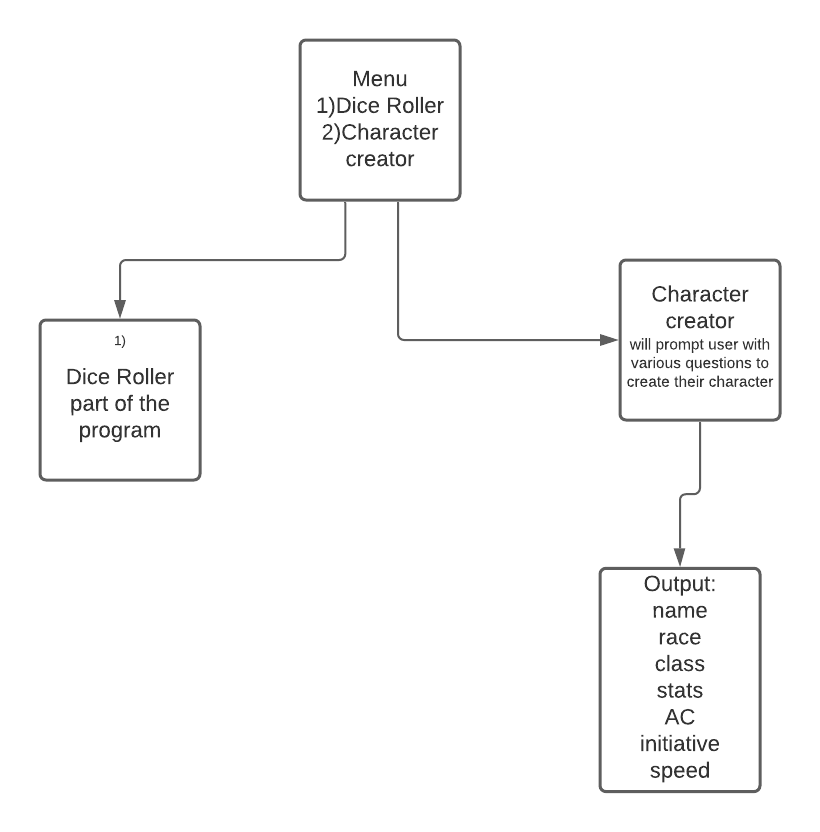 Menu
1)Dice Roller
2)Character
creator
1)
Dice Roller
part of the
program
Character
creator
will prompt user with
various questions to
create their character
Output:
name
race
class
stats
AC
initiative
speed